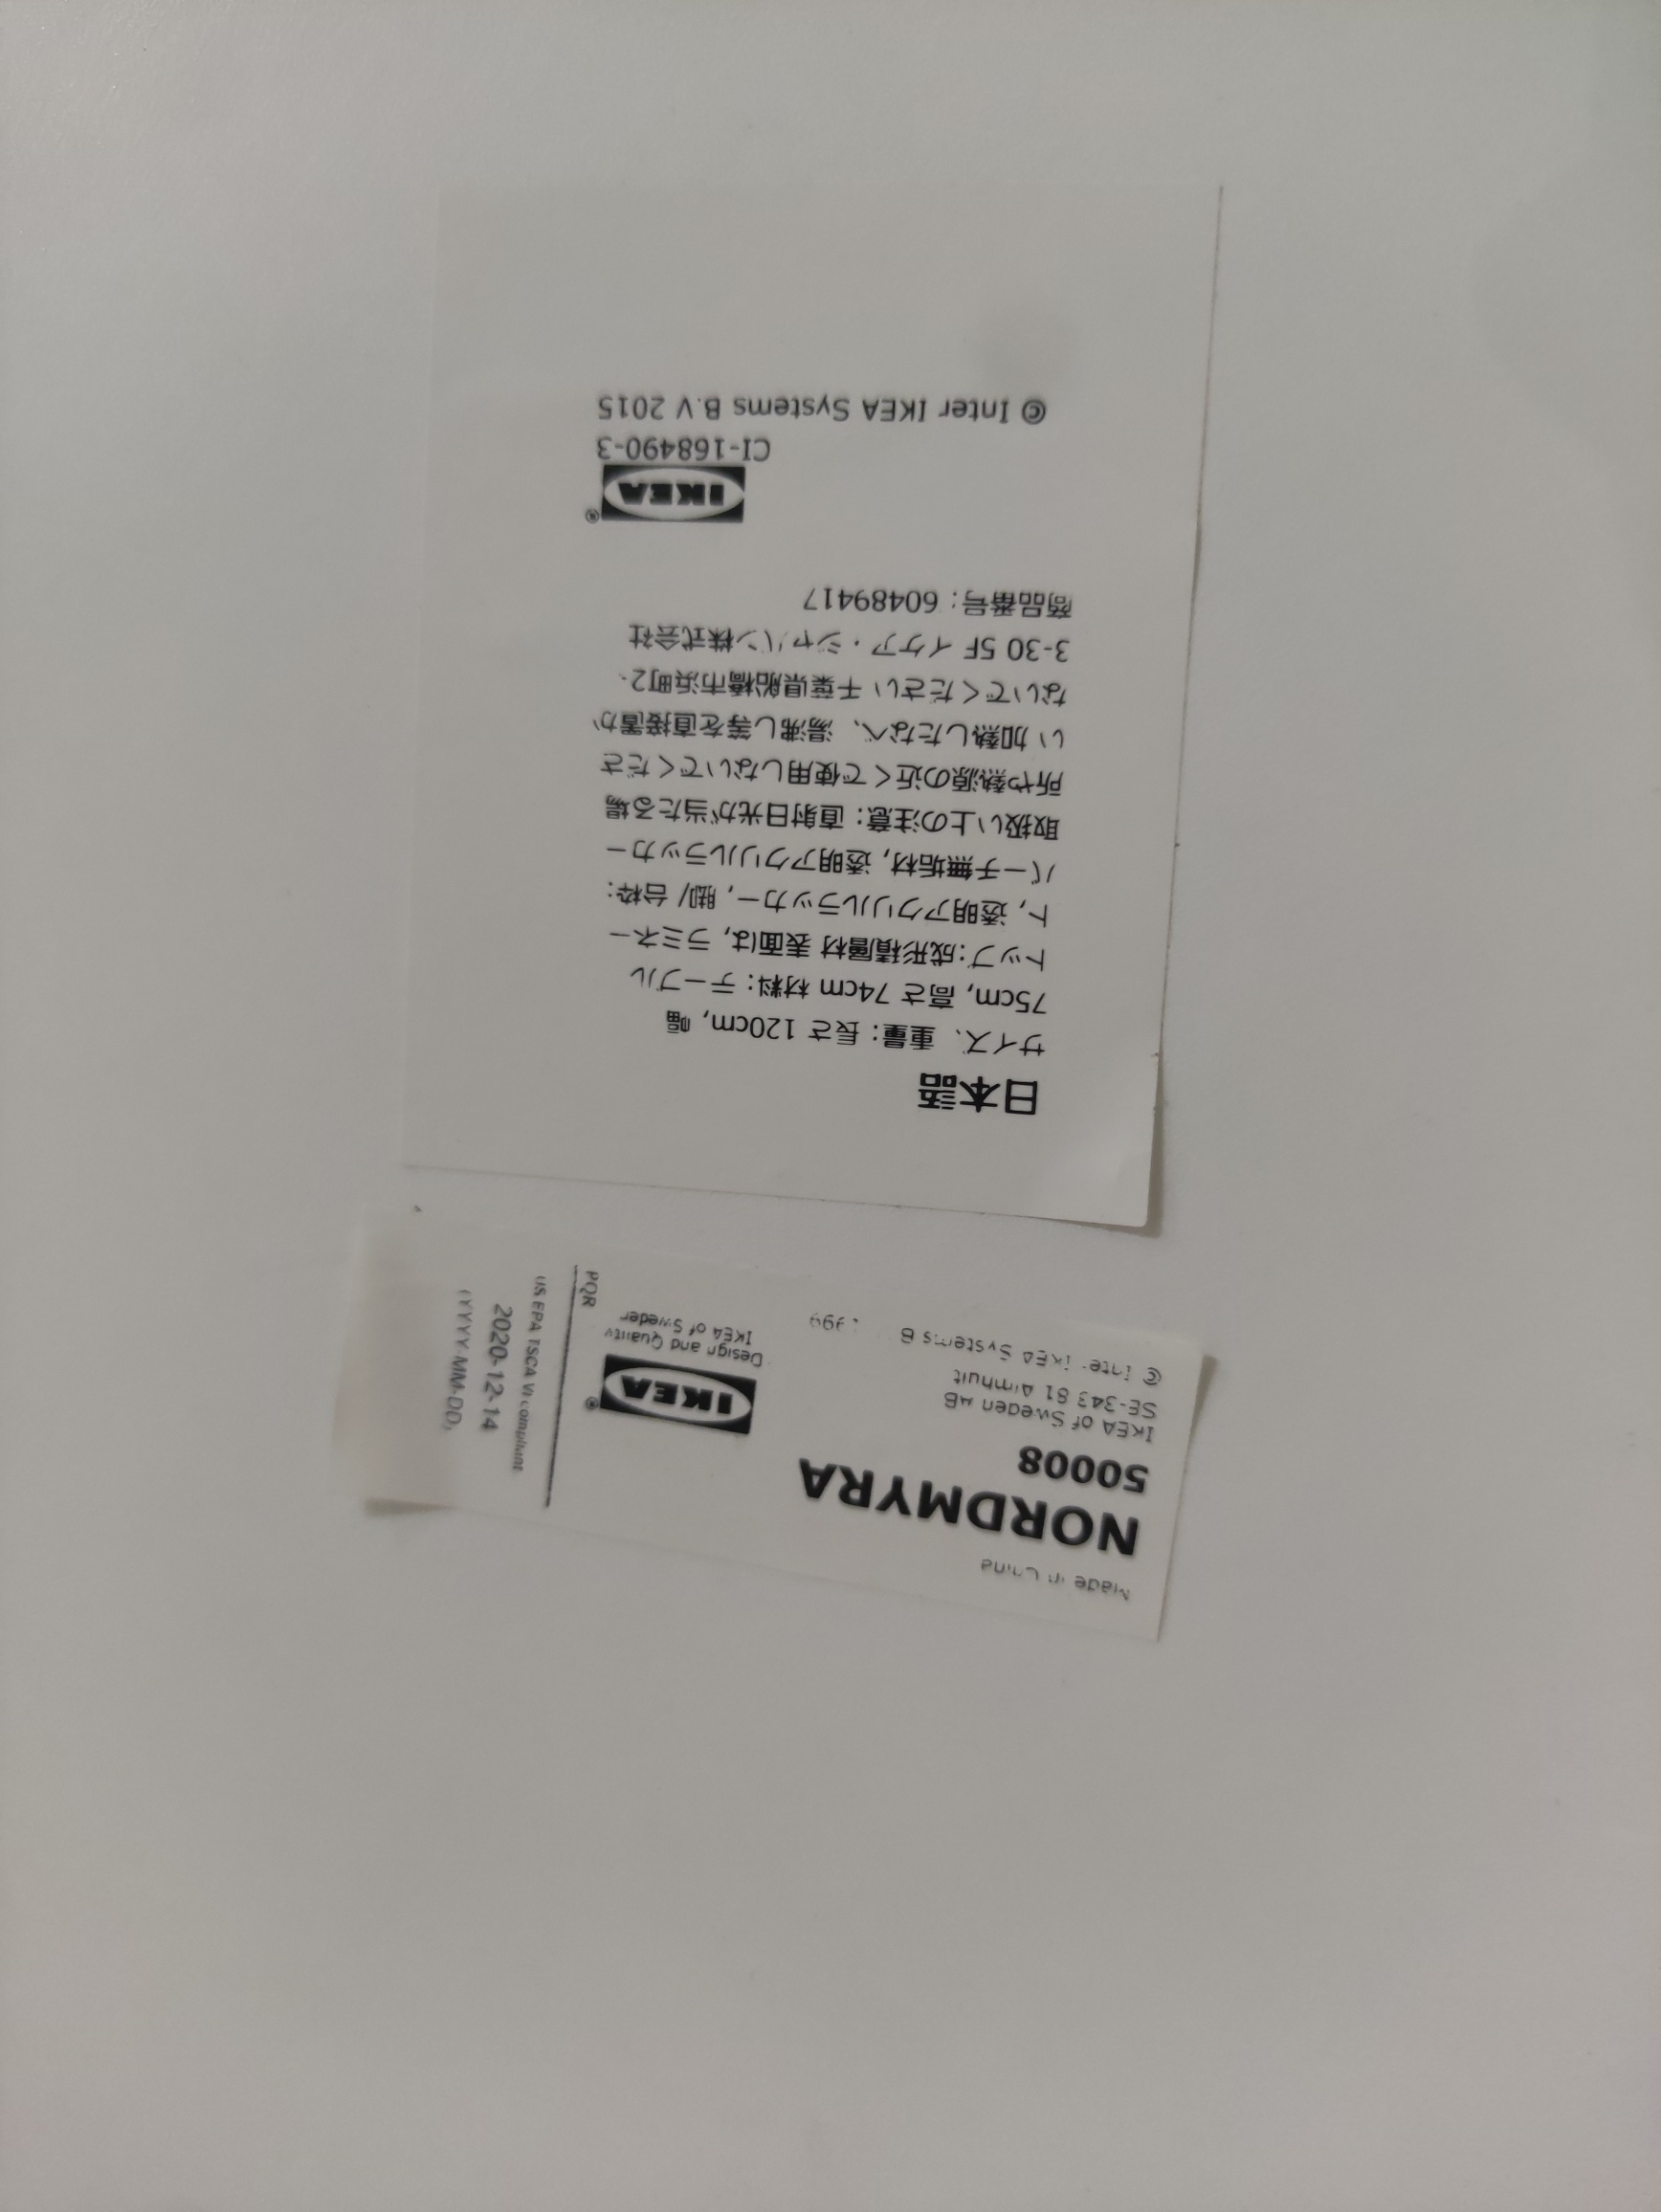 Made in China
NORDMYRA
50008
IKEA of Sweden AB
SE-343 81 Älmhult
© Inter IKEA Systems B 1999
IKEA®
Design and Quality
IKEA of Sweden
PQR
US EPA TSCA VI compliant
2020-12-14
(YYYY-MM-DD)
日本語
サイズ、重量: 長さ 120cm, 幅
75cm, 高さ 74cm 材料: テーブル
トップ:成形積層材 表面は, ラミネー
ト, 透明アクリルラッカー, 脚/ 台枠:
バーチ無垢材, 透明アクリルラッカー
取扱い上の注意: 直射日光が当たる場
所や熱源の近くで使用しないでくださ
い 加熱したなべ、湯沸し等を直接置か
ないでください 千葉県船橋市浜町2-
3-30 5F イケア・ジャパン株式会社
商品番号: 60489417
IKEA®
CI-168490-3
© Inter IKEA Systems B.V 2015